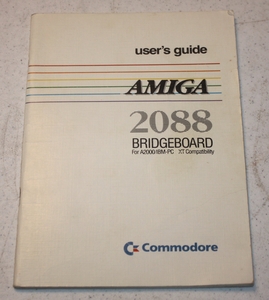 user's guide
AMIGA
2088
BRIDGEBOARD
For A2000/IBM-PC XT Compatibility
Commodore